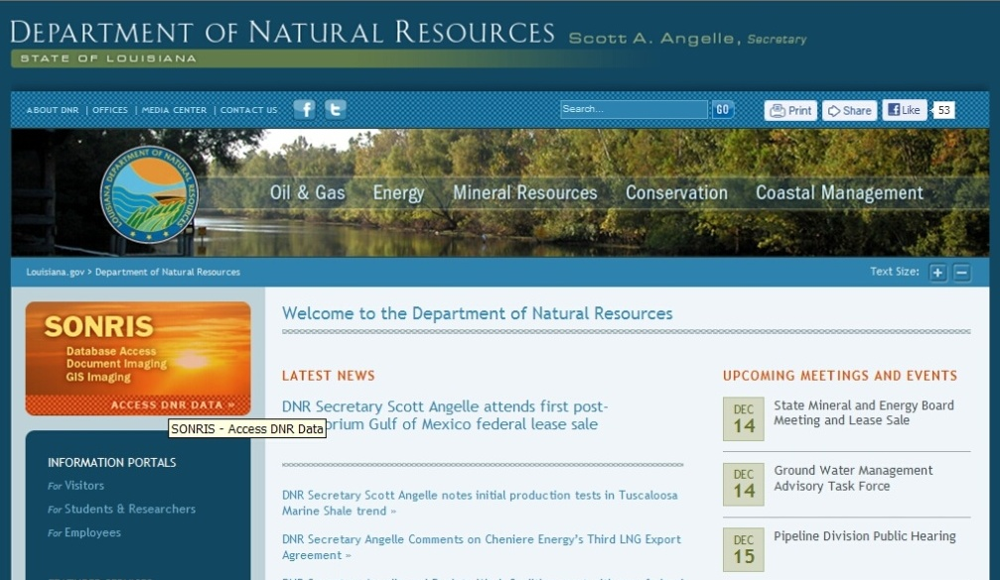 DEPARTMENT OF NATURAL RESOURCES Scott A. Angelle, Secretary
STATE OF LOUISIANA
ABOUT DNR | OFFICES | MEDIA CENTER | CONTACT US
Search... GO Print Share Like 53
LOUISIANA DEPARTMENT OF NATURAL RESOURCES
Oil & Gas Energy Mineral Resources Conservation Coastal Management
Louisiana.gov > Department of Natural Resources
Text Size: + −
SONRIS
Database Access
Document Imaging
GIS Imaging
ACCESS DNR DATA »
SONRIS - Access DNR Data
INFORMATION PORTALS
For Visitors
For Students & Researchers
For Employees
Welcome to the Department of Natural Resources
LATEST NEWS
DNR Secretary Scott Angelle attends first post-
Gulf of Mexico federal lease sale
DNR Secretary Scott Angelle notes initial production tests in Tuscaloosa
Marine Shale trend »
DNR Secretary Angelle Comments on Cheniere Energy's Third LNG Export
Agreement »
UPCOMING MEETINGS AND EVENTS
DEC
14
State Mineral and Energy Board
Meeting and Lease Sale
DEC
14
Ground Water Management
Advisory Task Force
DEC
15
Pipeline Division Public Hearing